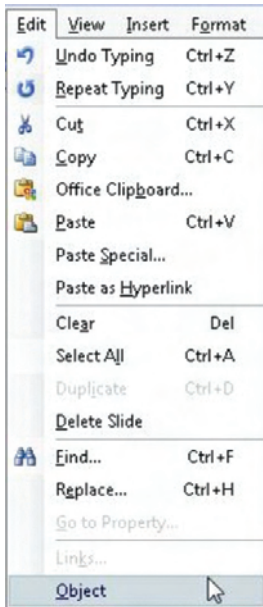 Edit View Insert Format
Undo Typing Ctrl+Z
Repeat Typing Ctrl+Y
Cut Ctrl+X
Copy Ctrl+C
Office Clipboard...
Paste Ctrl+V
Paste Special...
Paste as Hyperlink
Clear Del
Select All Ctrl+A
Duplicate Ctrl+D
Delete Slide
Find... Ctrl+F
Replace... Ctrl+H
Go to Property...
Links...
Object